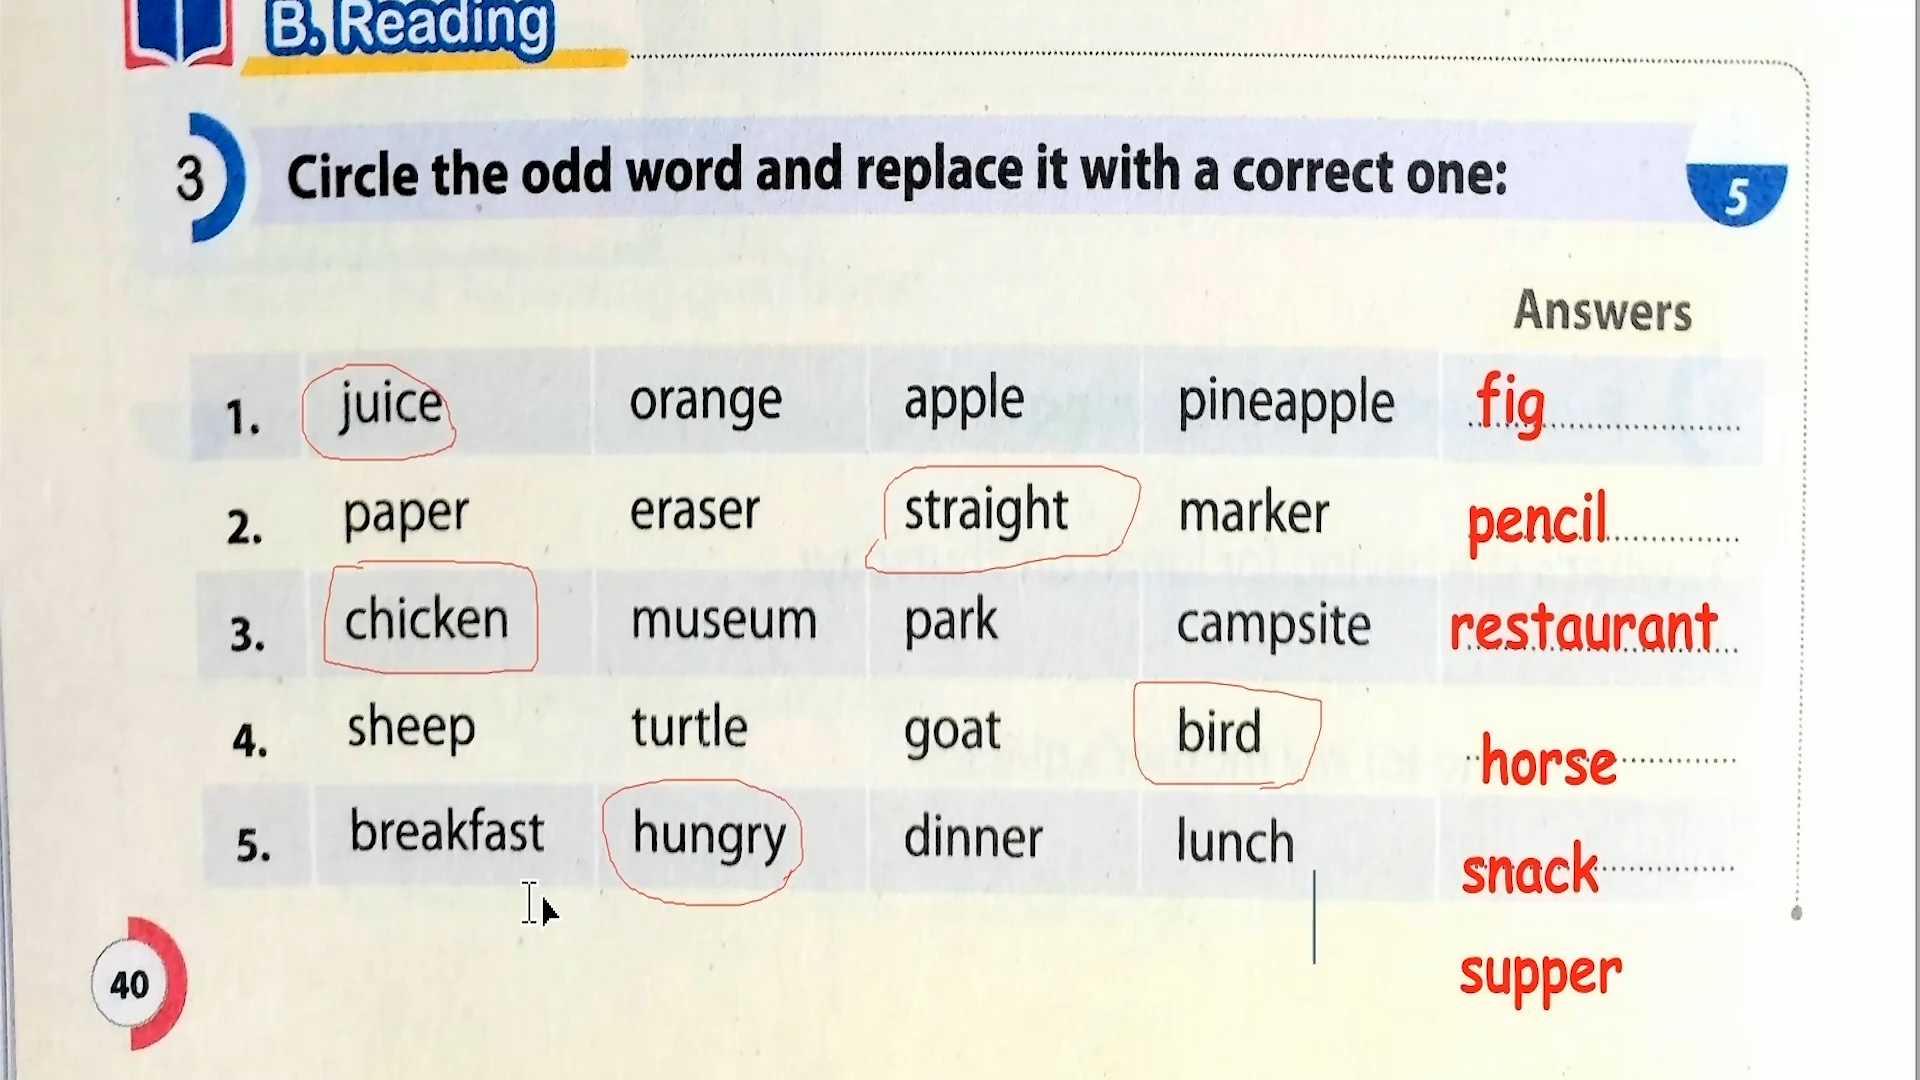 B. Reading
3 Circle the odd word and replace it with a correct one: 5
Answers
1. juice orange apple pineapple fig
2. paper eraser straight marker pencil
3. chicken museum park campsite restaurant
4. sheep turtle goat bird horse
5. breakfast hungry dinner lunch snack
supper
40